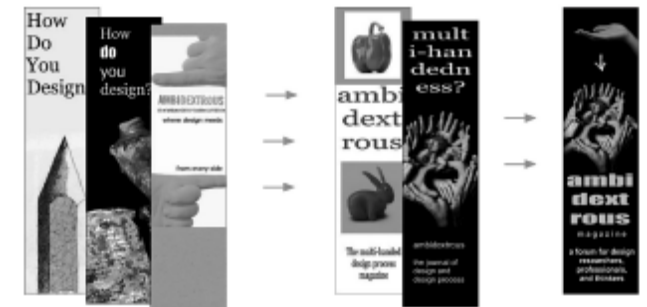 How
Do
You
Design
How
do
you
design?
AMBIDEXTROUS
where design meets
from many side
ambi
dext
rous
The multi-handed
design process
magazine
mult
i-han
dedn
ess?
ambidextrous
the journal of
design and
design process
ambi
dext
rous
magazine
a forum for design
researchers,
professionals,
and thinkers